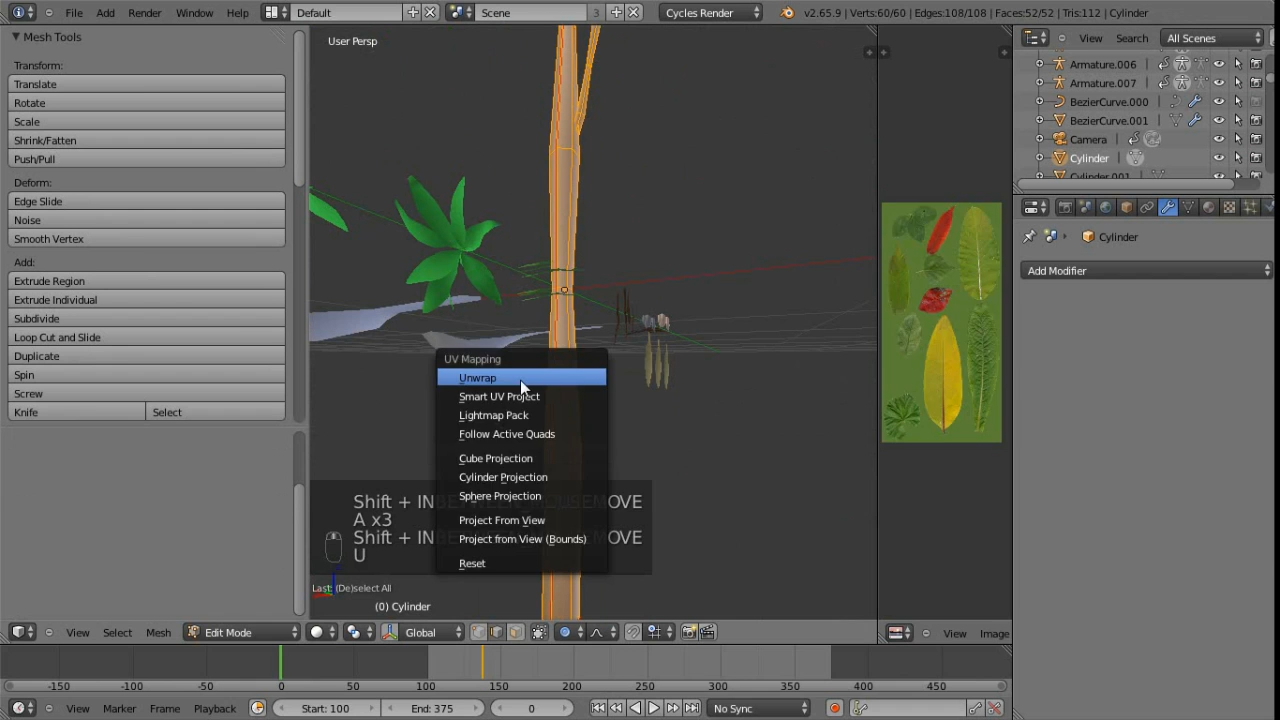 File Add Render Window Help Default Scene 3 Cycles Render v2.65.9 | Verts:60/60 | Edges:108/108 | Faces:52/52 | Tris:112 | Cylinder
Mesh Tools
Transform:
Translate
Rotate
Scale
Shrink/Fatten
Push/Pull
Deform:
Edge Slide
Noise
Smooth Vertex
Add:
Extrude Region
Extrude Individual
Subdivide
Loop Cut and Slide
Duplicate
Spin
Screw
Knife Select
User Persp
UV Mapping
Unwrap
Smart UV Project
Lightmap Pack
Follow Active Quads
Cube Projection
Cylinder Projection
Sphere Projection
Project From View
Project from View (Bounds)
Reset
A x3
U
Last: (De)select All
(0) Cylinder
View Search All Scenes
Armature.006
Armature.007
BezierCurve.000
BezierCurve.001
Camera
Cylinder
Cylinder.001
Cylinder
Add Modifier
View Select Mesh Edit Mode Global View Image
-150 -100 -50 0 50 100 150 200 250 300 350 400 450
View Marker Frame Playback Start: 100 End: 375 0 No Sync